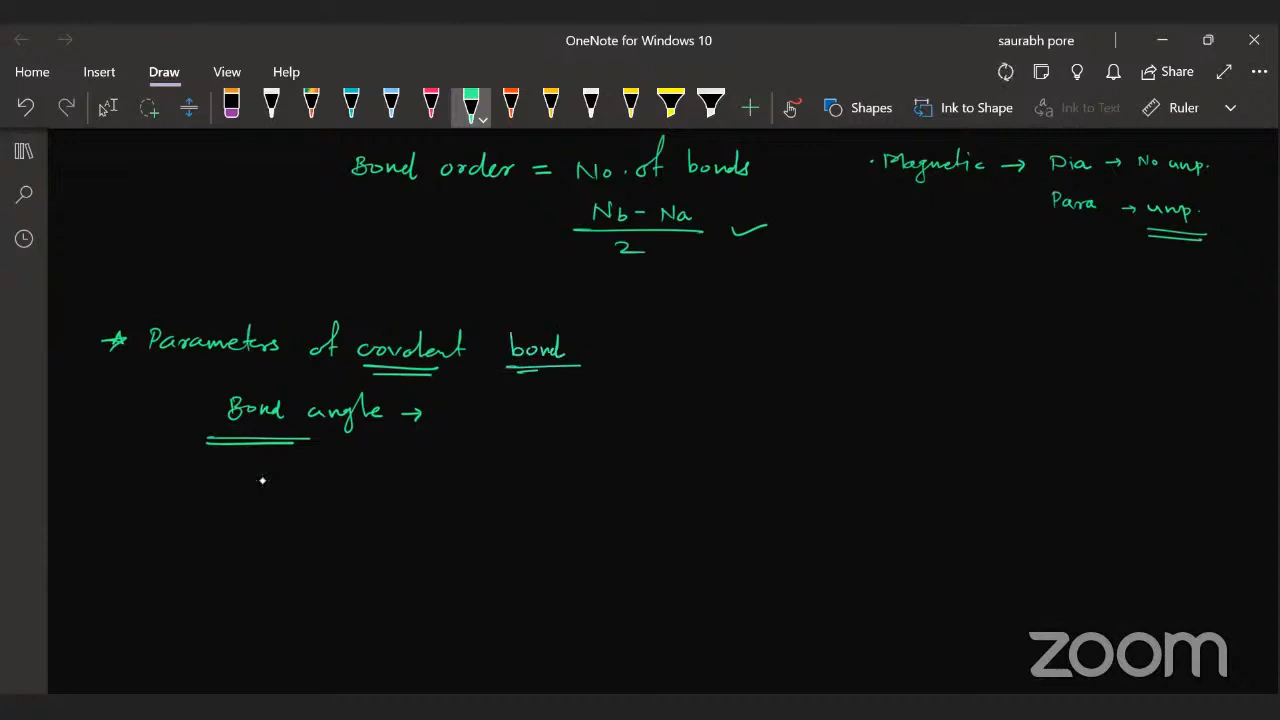 OneNote for Windows 10
saurabh pore
Home Insert Draw View Help
Share
Shapes Ink to Shape Ink to Text Ruler
Bond order = No. of bonds
Nb - Na
2
. Magnetic → Dia → No unp.
Para → unp.
Parameters of covalent bond
Bond angle →
zoom